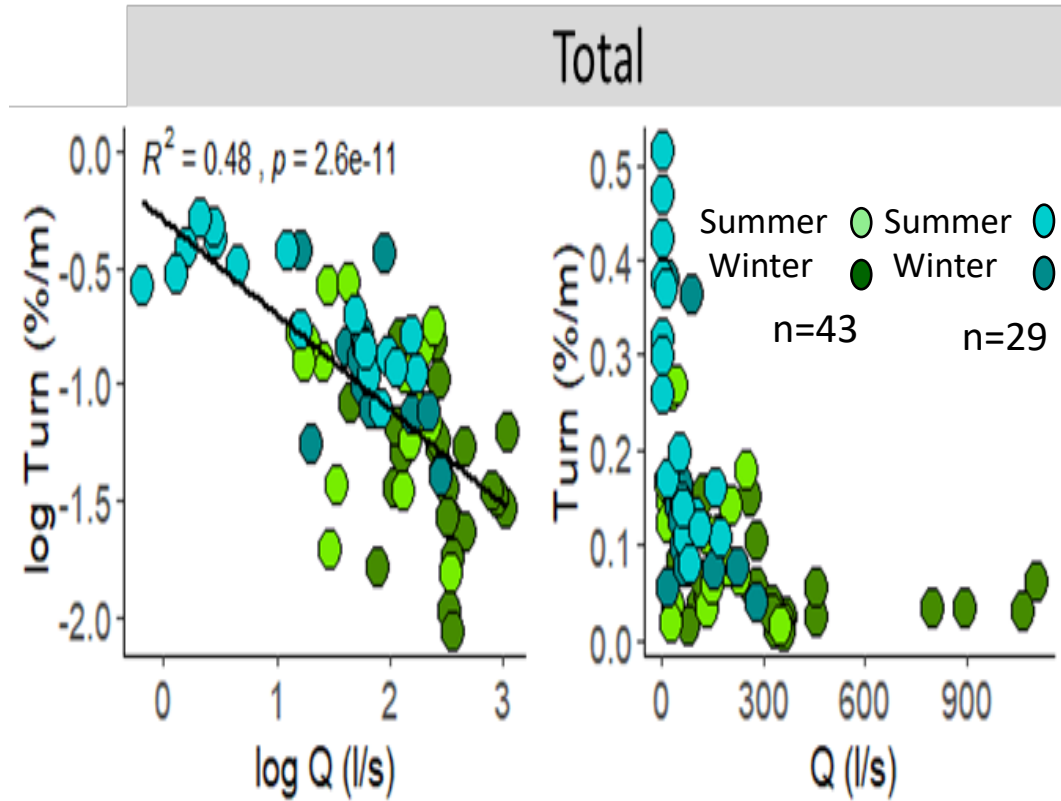 Total
R² = 0.48 , p = 2.6e-11
log Turn (%/m)
0.0
-0.5
-1.0
-1.5
-2.0
0 1 2 3
log Q (l/s)
Turn (%/m)
0.5
0.4
0.3
0.2
0.1
0.0
Summer Summer
Winter Winter
n=43 n=29
0 300 600 900
Q (l/s)